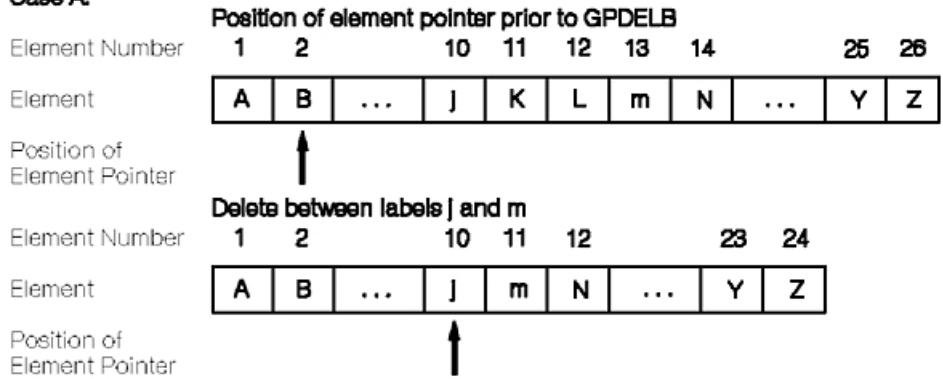 Case A:
Position of element pointer prior to GPDELB
Element Number 1 2 10 11 12 13 14 25 26
Element A B ... j K L m N ... Y Z
Position of
Element Pointer
Delete between labels j and m
Element Number 1 2 10 11 12 23 24
Element A B ... j m N ... Y Z
Position of
Element Pointer